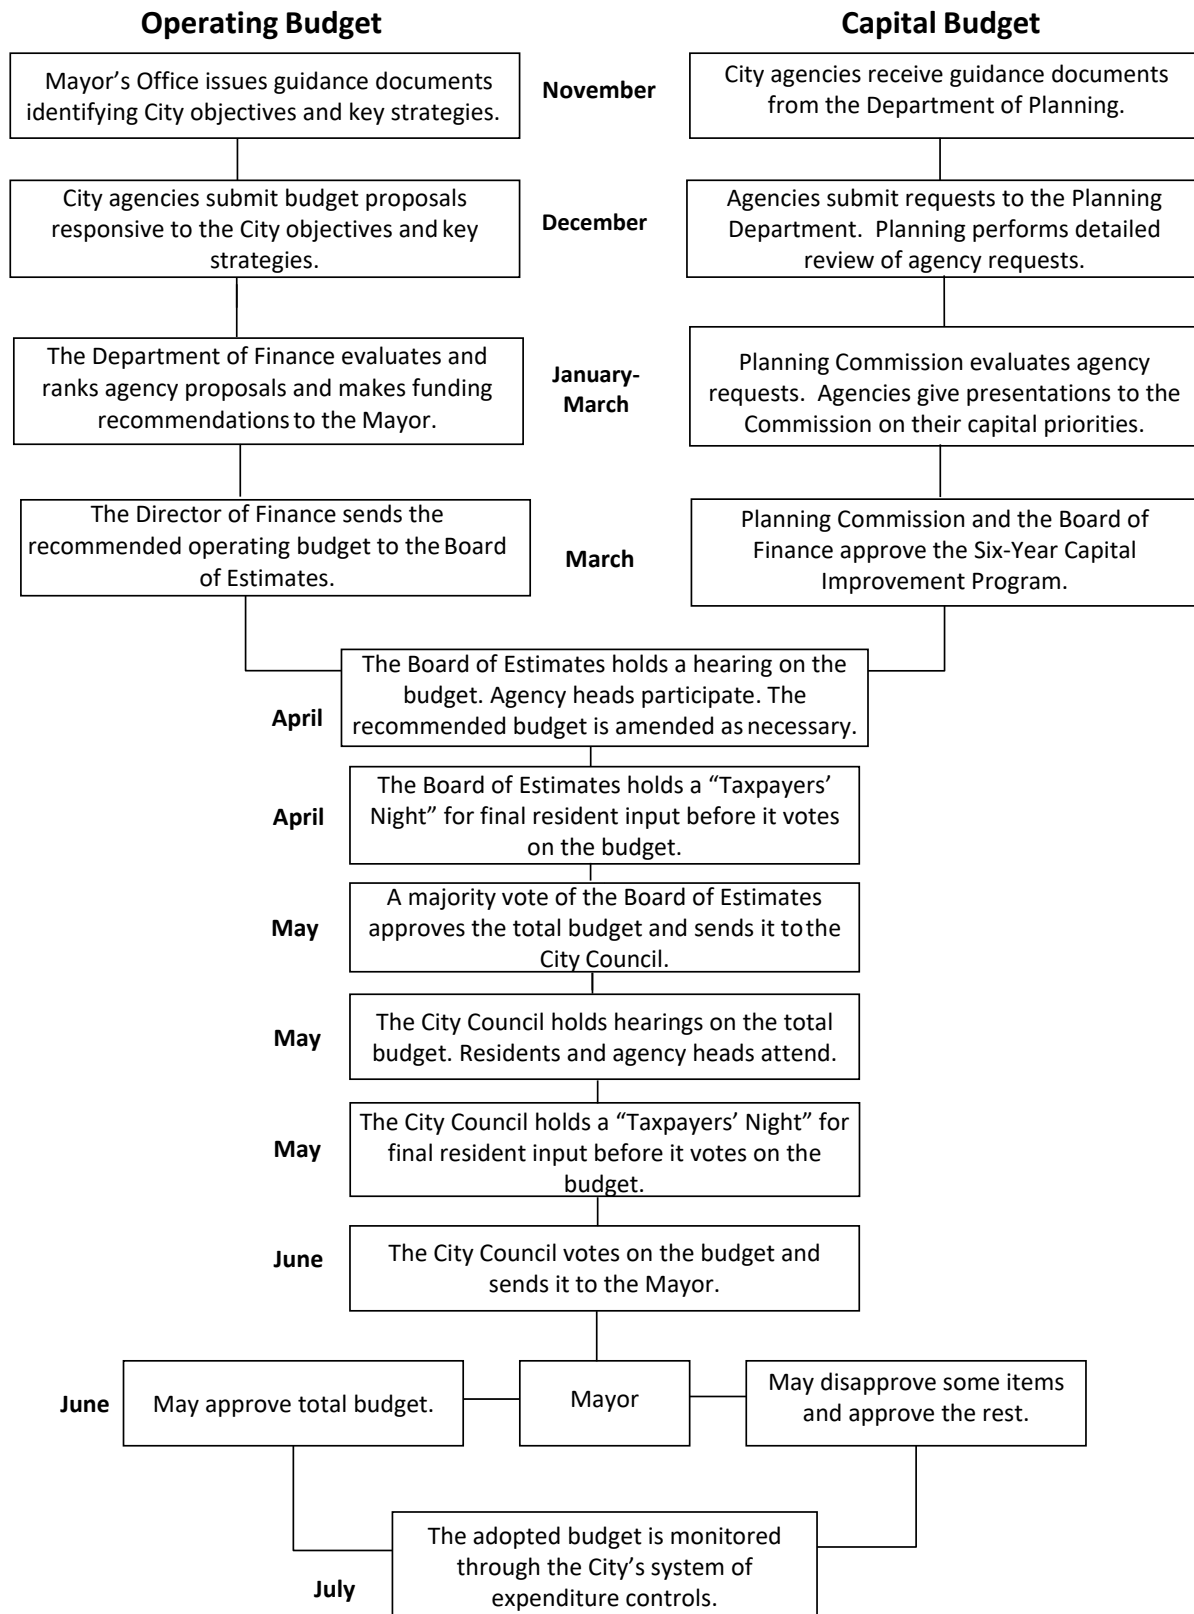 Operating Budget
Capital Budget
Mayor’s Office issues guidance documents
identifying City objectives and key strategies.
November
City agencies receive guidance documents
from the Department of Planning.
City agencies submit budget proposals
responsive to the City objectives and key
strategies.
December
Agencies submit requests to the Planning
Department.  Planning performs detailed
review of agency requests.
The Department of Finance evaluates and
ranks agency proposals and makes funding
recommendations to the Mayor.
January-
March
Planning Commission evaluates agency
requests.  Agencies give presentations to the
Commission on their capital priorities.
The Director of Finance sends the
recommended operating budget to the Board
of Estimates.
March
Planning Commission and the Board of
Finance approve the Six-Year Capital
Improvement Program.
April
The Board of Estimates holds a hearing on the
budget. Agency heads participate. The
recommended budget is amended as necessary.
April
The Board of Estimates holds a “Taxpayers’
Night” for final resident input before it votes
on the budget.
May
A majority vote of the Board of Estimates
approves the total budget and sends it to the
City Council.
May
The City Council holds hearings on the total
budget. Residents and agency heads attend.
May
The City Council holds a “Taxpayers’ Night” for
final resident input before it votes on the
budget.
June
The City Council votes on the budget and
sends it to the Mayor.
June
May approve total budget.
Mayor
May disapprove some items
and approve the rest.
July
The adopted budget is monitored
through the City’s system of
expenditure controls.